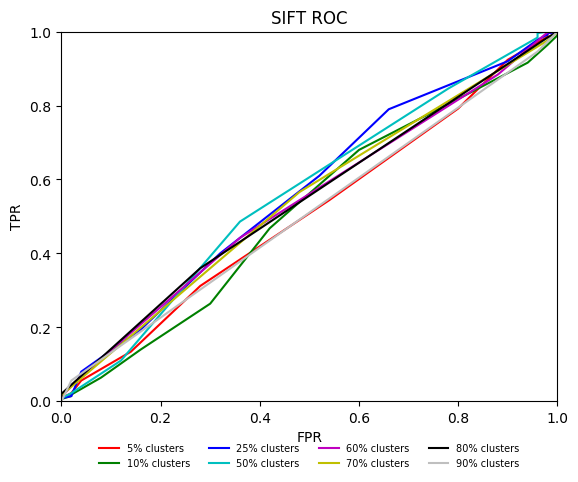 SIFT ROC
TPR
1.0
0.8
0.6
0.4
0.2
0.0
0.0 0.2 0.4 0.6 0.8 1.0
FPR
5% clusters 25% clusters 60% clusters 80% clusters
10% clusters 50% clusters 70% clusters 90% clusters